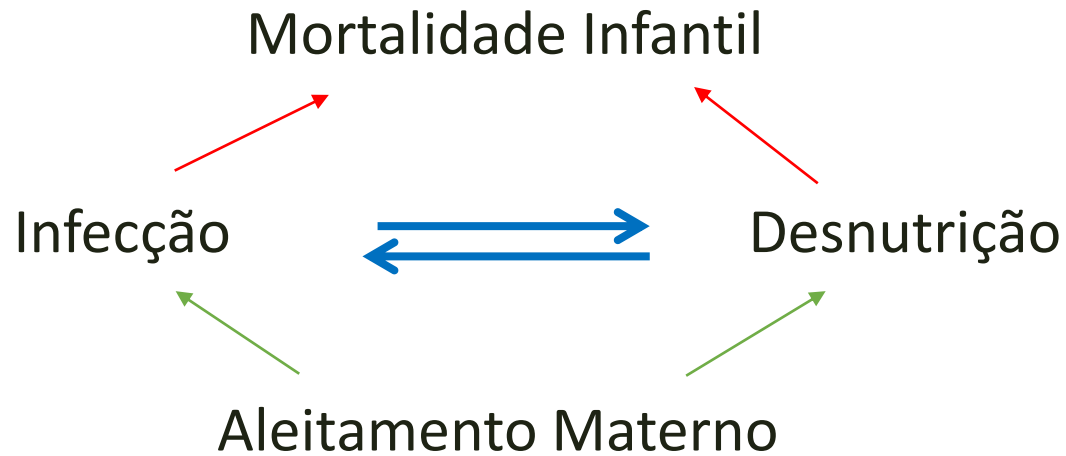 Mortalidade Infantil
Infecção
Desnutrição
Aleitamento Materno